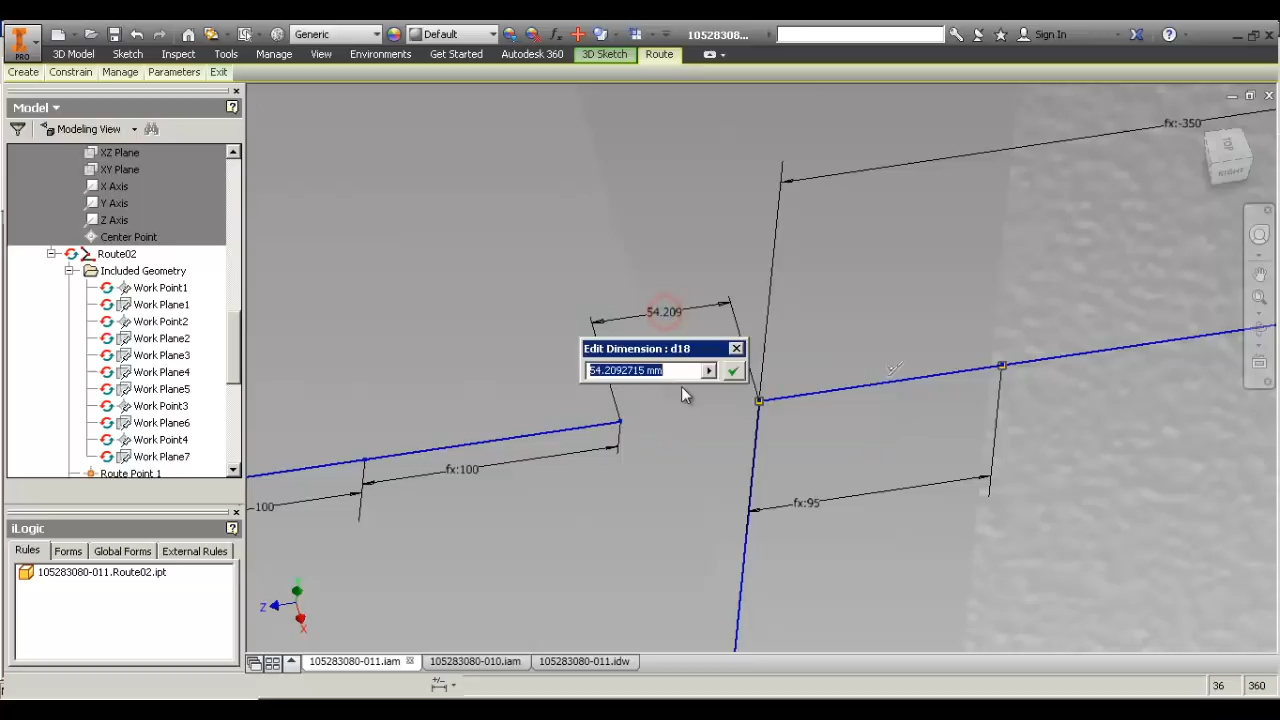 Generic
Default
10528308...
Sign In
PRO
3D Model
Sketch
Inspect
Tools
Manage
View
Environments
Get Started
Autodesk 360
3D Sketch
Route
Create
Constrain
Manage
Parameters
Exit
Model
Modeling View
XZ Plane
XY Plane
X Axis
Y Axis
Z Axis
Center Point
Route02
Included Geometry
Work Point1
Work Plane1
Work Point2
Work Plane2
Work Plane3
Work Plane4
Work Plane5
Work Point3
Work Plane6
Work Point4
Work Plane7
Route Point 1
iLogic
Rules
Forms
Global Forms
External Rules
105283080-011.Route02.ipt
fx:-350
TOP
RIGHT
54.209
Edit Dimension : d18
54.2092715 mm
fx:100
-100
fx:95
Z
X
105283080-011.iam
105283080-010.iam
105283080-011.idw
36
360